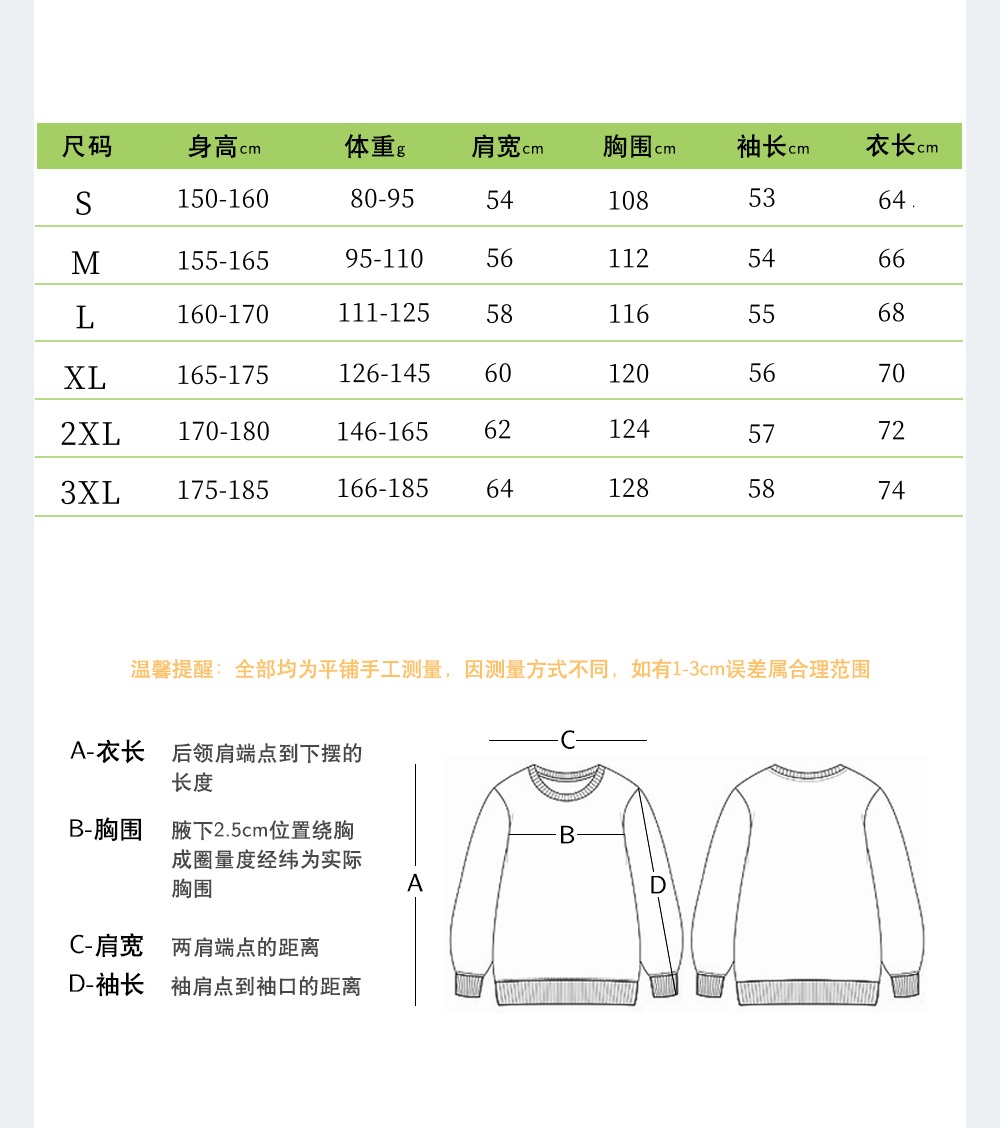 尺码 身高cm 体重g 肩宽cm 胸围cm 袖长cm 衣长cm
S 150-160 80-95 54 108 53 64.
M 155-165 95-110 56 112 54 66
L 160-170 111-125 58 116 55 68
XL 165-175 126-145 60 120 56 70
2XL 170-180 146-165 62 124 57 72
3XL 175-185 166-185 64 128 58 74
温馨提醒：全部均为平铺手工测量，因测量方式不同，如有1-3cm误差属合理范围
A-衣长 后领肩端点到下摆的
长度
B-胸围 腋下2.5cm位置绕胸
成圈量度经纬为实际
胸围
C-肩宽 两肩端点的距离
D-袖长 袖肩点到袖口的距离
C
B
A
D